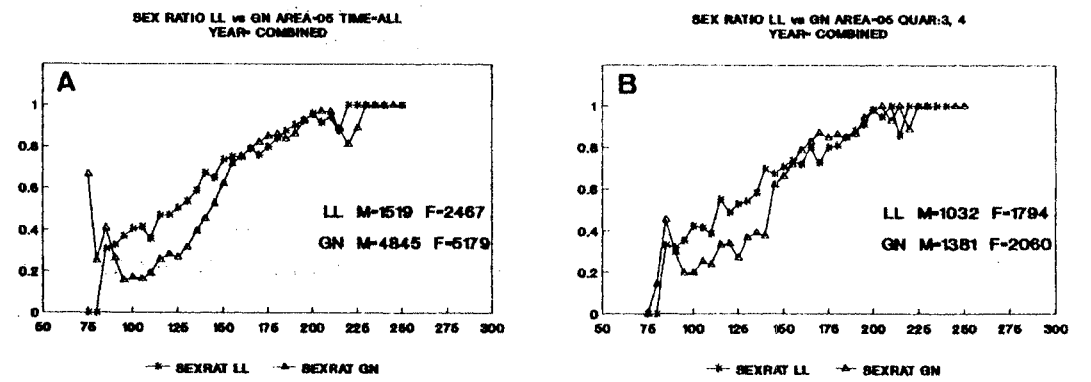 SEX RATIO LL vs GN AREA=05 TIME=ALL
YEAR= COMBINED
A
1
0.8
0.6
0.4
0.2
0
LL M=1519 F=2467
GN M=4845 F=5179
50 75 100 125 150 175 200 225 250 275 300
SEXRAT LL SEXRAT GN
SEX RATIO LL vs GN AREA=05 QUAR:3, 4
YEAR= COMBINED
B
1
0.8
0.6
0.4
0.2
0
LL M=1032 F=1794
GN M=1381 F=2060
50 75 100 125 150 175 200 225 250 275 300
SEXRAT LL SEXRAT GN